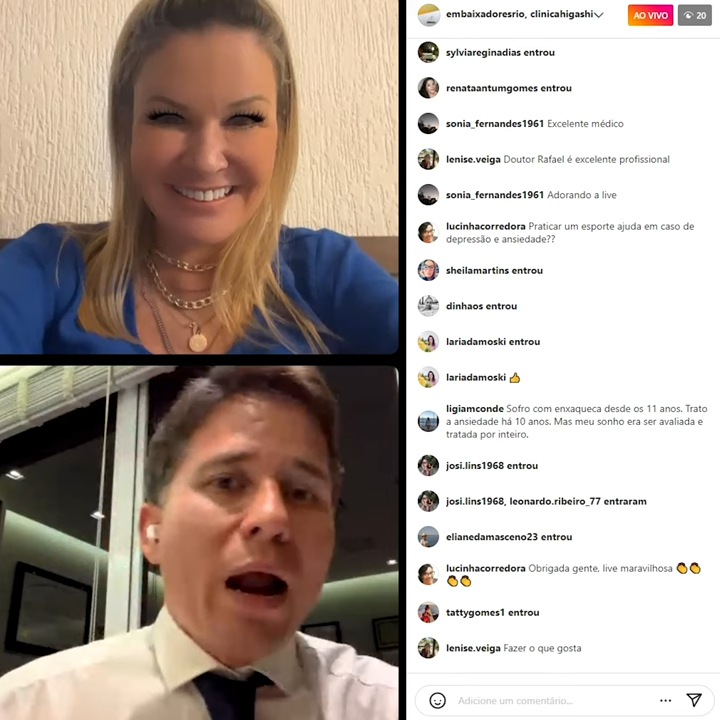 embaixadoresrio, clinicahigashi
AO VIVO
20
sylviareginadias entrou
renataantumgomes entrou
sonia_fernandes1961 Excelente médico
lenise.veiga Doutor Rafael é excelente profissional
sonia_fernandes1961 Adorando a live
lucinhacorredora Praticar um esporte ajuda em caso de
depressão e ansiedade??
sheilamartins entrou
dinhaos entrou
lariadamoski entrou
lariadamoski 👍
ligiamconde Sofro com enxaqueca desde os 11 anos. Trato
a ansiedade há 10 anos. Mas meu sonho era ser avaliada e
tratada por inteiro.
josi.lins1968 entrou
josi.lins1968, leonardo.ribeiro_77 entraram
elianedamasceno23 entrou
lucinhacorredora Obrigada gente, live maravilhosa 👏👏
👏👏
tattygomes1 entrou
lenise.veiga Fazer o que gosta
Adicione um comentário...